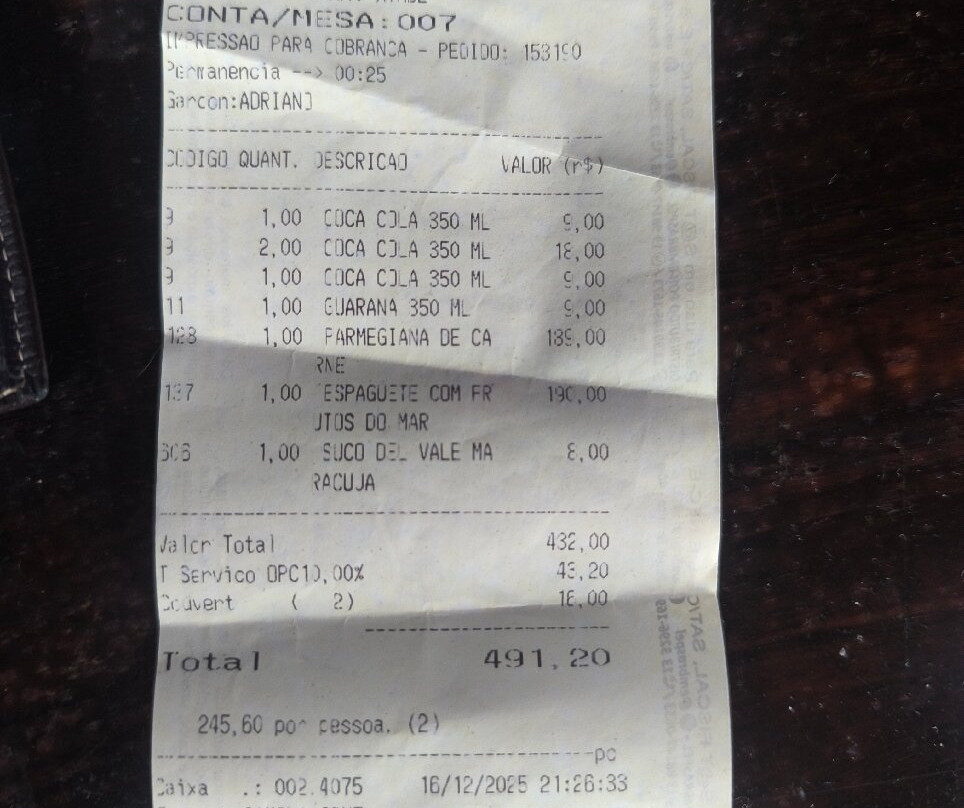 CONTA/MESA:007
IMPRESSAO PARA COBRANCA - PEDIDO: 153190
Permanencia --> 00:25
Garcon:ADRIANO
CODIGO QUANT. DESCRICAO VALOR (r$)
9 1,00 COCA COLA 350 ML 9,00
9 2,00 COCA COLA 350 ML 18,00
9 1,00 COCA COLA 350 ML 9,00
11 1,00 GUARANA 350 ML 9,00
128 1,00 PARMEGIANA DE CA 189,00
RNE
137 1,00 ESPAGUETE COM FR 190,00
UTOS DO MAR
606 1,00 SUCO DEL VALE MA 8,00
RACUJA
Valor Total 432,00
T Servico OPC10,00% 43,20
Couvert ( 2) 16,00
Total 491,20
245,60 por pessoa. (2)
pc
Caixa .: 002.4075 16/12/2025 21:26:33